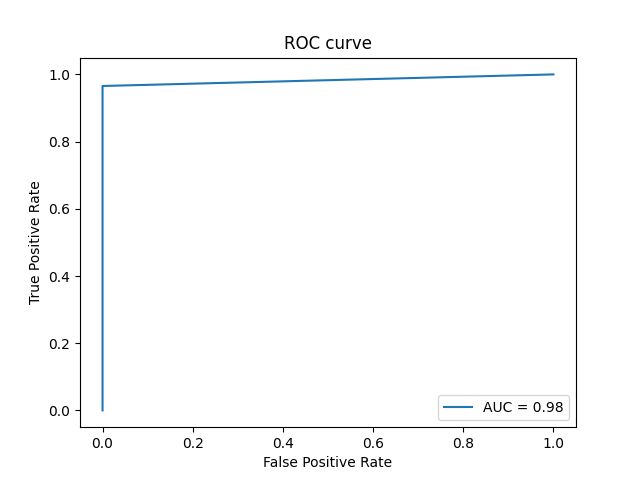 ROC curve
1.0
0.8
0.6
0.4
0.2
0.0
True Positive Rate
AUC = 0.98
0.0 0.2 0.4 0.6 0.8 1.0
False Positive Rate